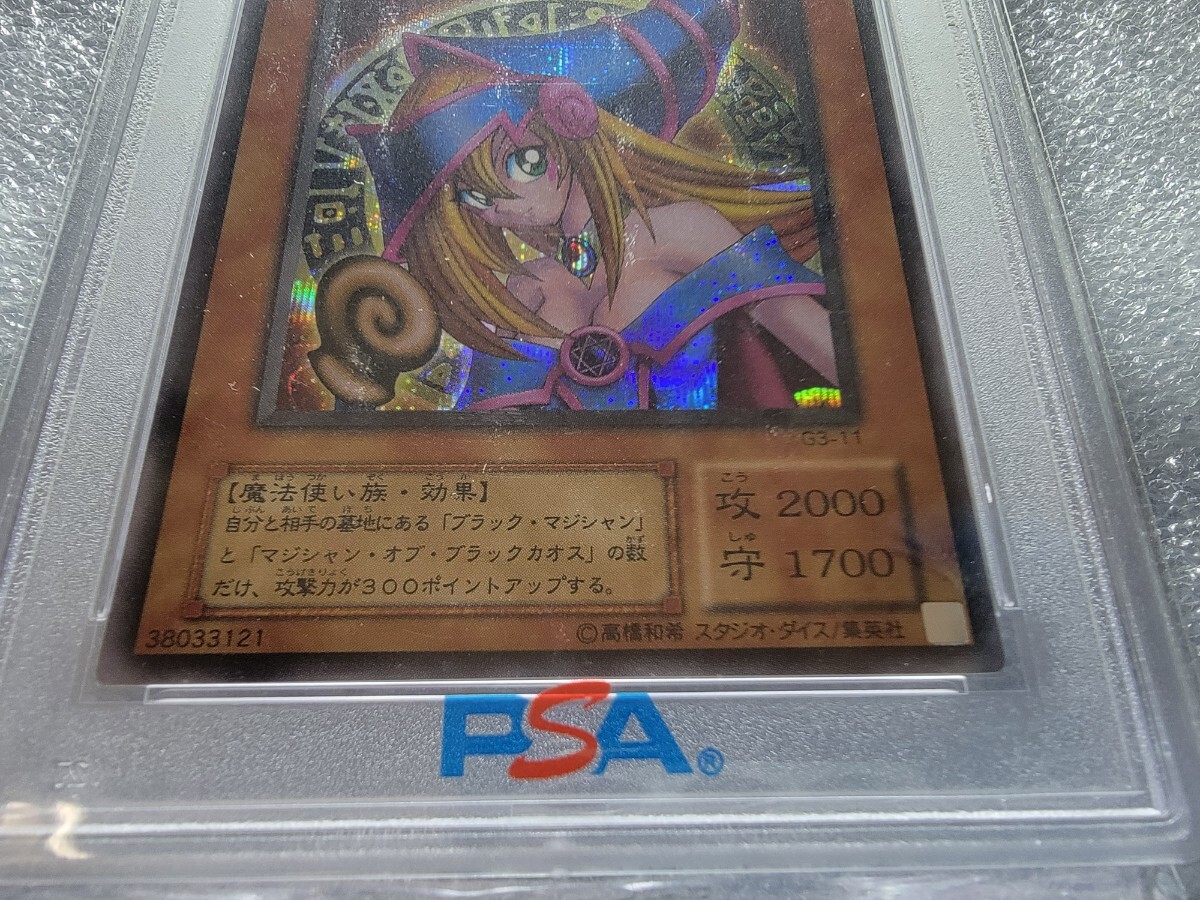 G3-11
【魔法使い族・効果】
自分と相手の墓地にある「ブラック・マジシャン」
と「マジシャン・オブ・ブラックカオス」の数
だけ、攻撃力が300ポイントアップする。
こう
攻 2000
しゅ
守 1700
38033121
©高橋和希 スタジオ・ダイス/集英社
PSA®